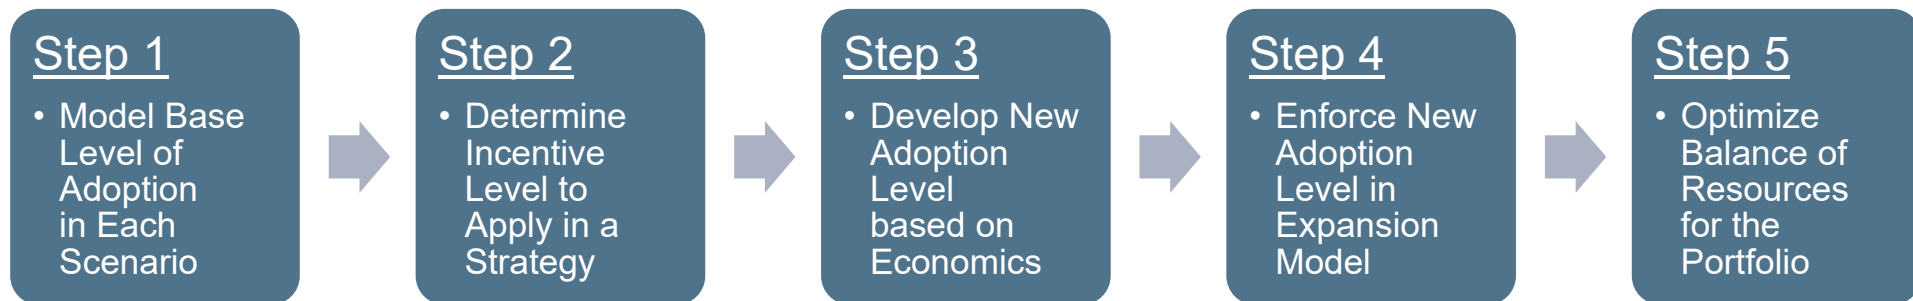 Step 1
• Model Base
Level of
Adoption
in Each
Scenario
Step 2
• Determine
Incentive
Level to
Apply in a
Strategy
Step 3
• Develop New
Adoption
Level
based on
Economics
Step 4
• Enforce New
Adoption
Level in
Expansion
Model
Step 5
• Optimize
Balance of
Resources
for the
Portfolio